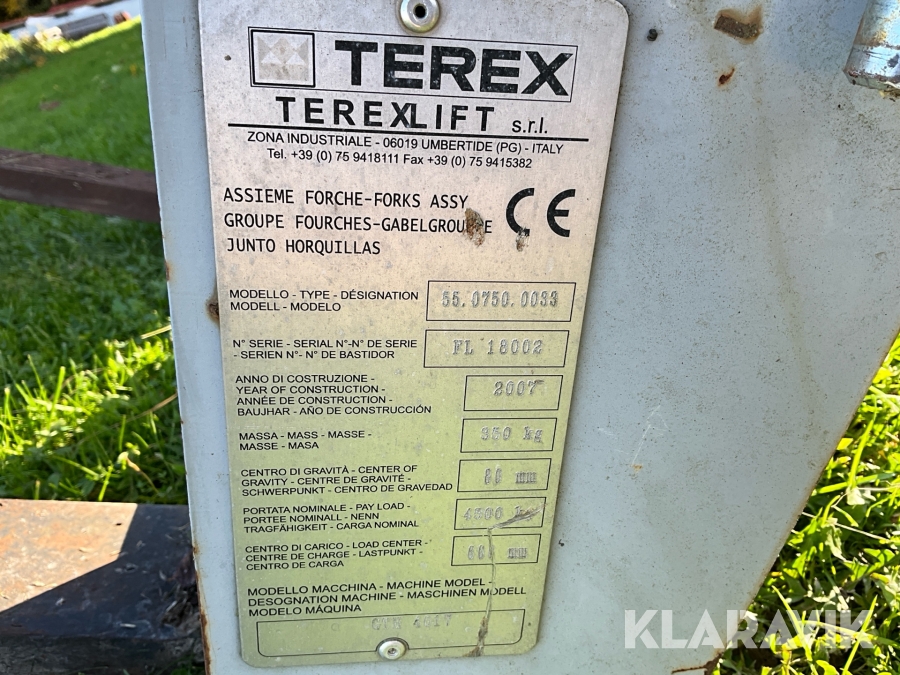 TEREX
TEREXLIFT s.r.l.
ZONA INDUSTRIALE - 06019 UMBERTIDE (PG) - ITALY
Tel. +39 (0) 75 9418111 Fax +39 (0) 75 9415382
ASSIEME FORCHE-FORKS ASSY
GROUPE FOURCHES-GABELGROUPPE
JUNTO HORQUILLAS
CE
MODELLO - TYPE - DÉSIGNATION
MODELL - MODELO
55.0750.0033
N° SERIE - SERIAL N°-N° DE SERIE
- SERIEN N°- N° DE BASTIDOR
FL 18002
ANNO DI COSTRUZIONE -
YEAR OF CONSTRUCTION -
ANNÉE DE CONSTRUCTION -
BAUJHAR - AÑO DE CONSTRUCCIÓN
2007
MASSA - MASS - MASSE -
MASSE - MASA
350 kg
CENTRO DI GRAVITÀ - CENTER OF
GRAVITY - CENTRE DE GRAVITÉ -
SCHWERPUNKT - CENTRO DE GRAVEDAD
mm
PORTATA NOMINALE - PAY LOAD -
PORTEE NOMINALL - NENN
TRAGFÄHIGKEIT - CARGA NOMINAL
kg
CENTRO DI CARICO - LOAD CENTER -
CENTRE DE CHARGE - LASTPUNKT -
CENTRO DE CARGA
mm
MODELLO MACCHINA - MACHINE MODEL -
DESIGNATION MACHINE - MASCHINEN MODELL
MODELO MÁQUINA
4017
KLARAVIK